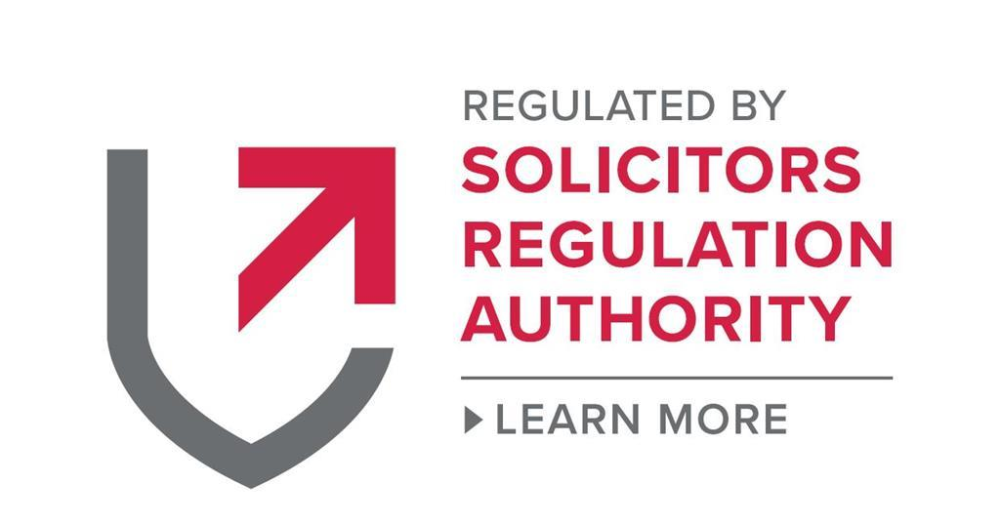 REGULATED BY
SOLICITORS
REGULATION
AUTHORITY
LEARN MORE